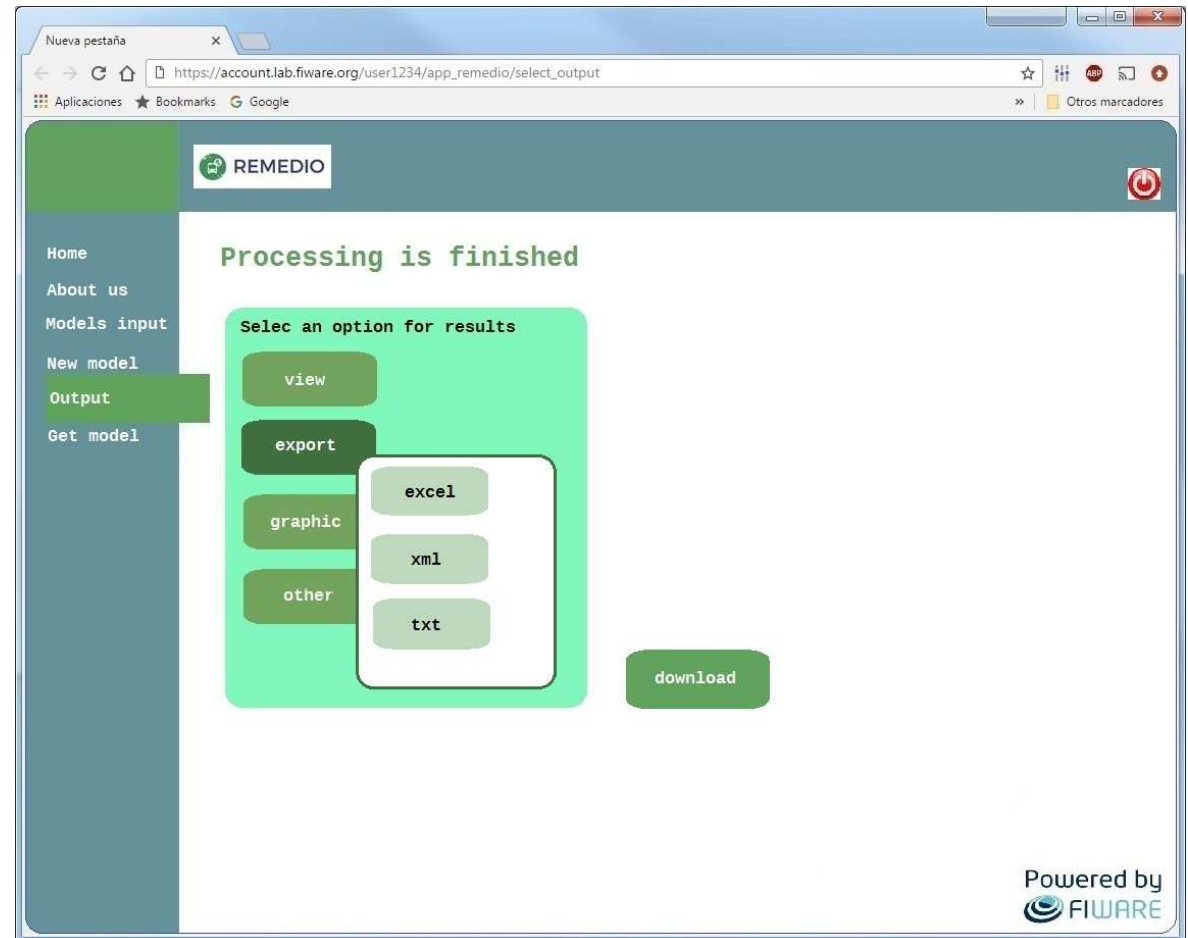 Nueva pestaña
https://account.lab.fiware.org/user1234/app_remedio/select_output
ABP
Aplicaciones Bookmarks G Google » Otros marcadores
REMEDIO
Home
About us
Models input
New model
Output
Get model
Processing is finished
Selec an option for results
view
export
graphic
other
excel
xml
txt
download
Powered by
FIWARE